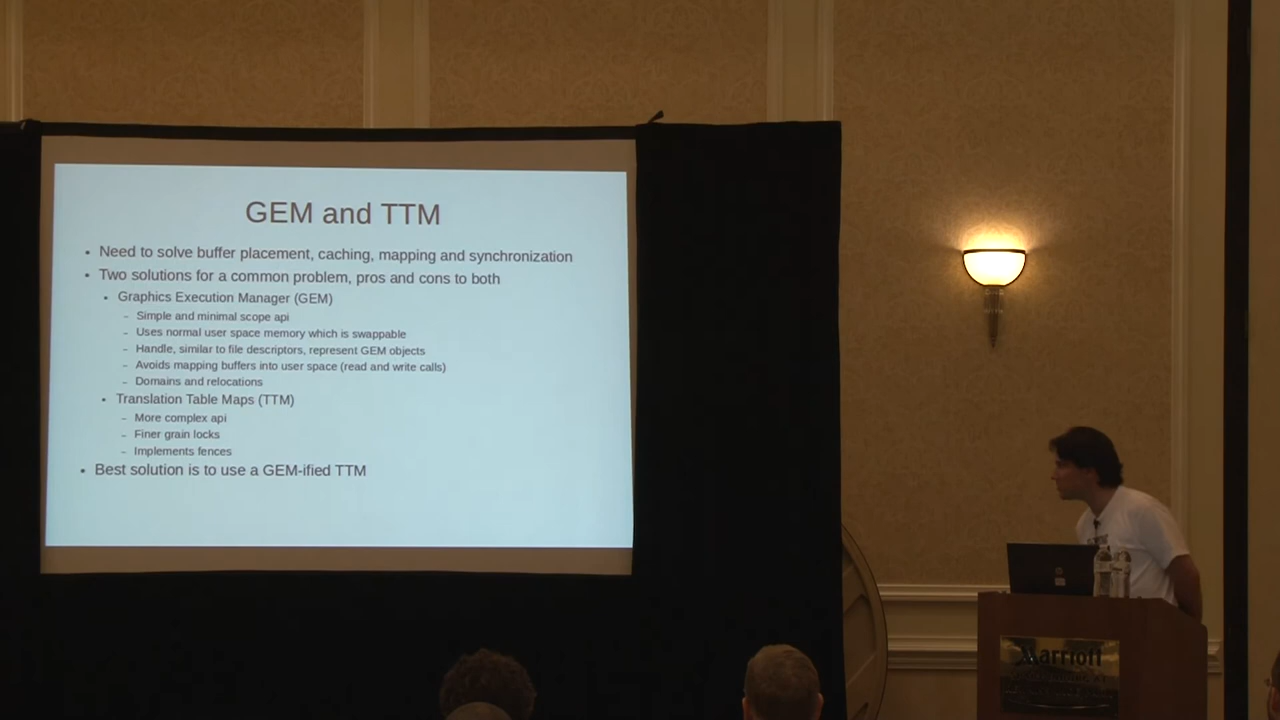 GEM and TTM
• Need to solve buffer placement, caching, mapping and synchronization
• Two solutions for a common problem, pros and cons to both
• Graphics Execution Manager (GEM)
– Simple and minimal scope api
– Uses normal user space memory which is swappable
– Handle, similar to file descriptors, represent GEM objects
– Avoids mapping buffers into user space (read and write calls)
– Domains and relocations
• Translation Table Maps (TTM)
– More complex api
– Finer grain locks
– Implements fences
• Best solution is to use a GEM-ified TTM
Marriott